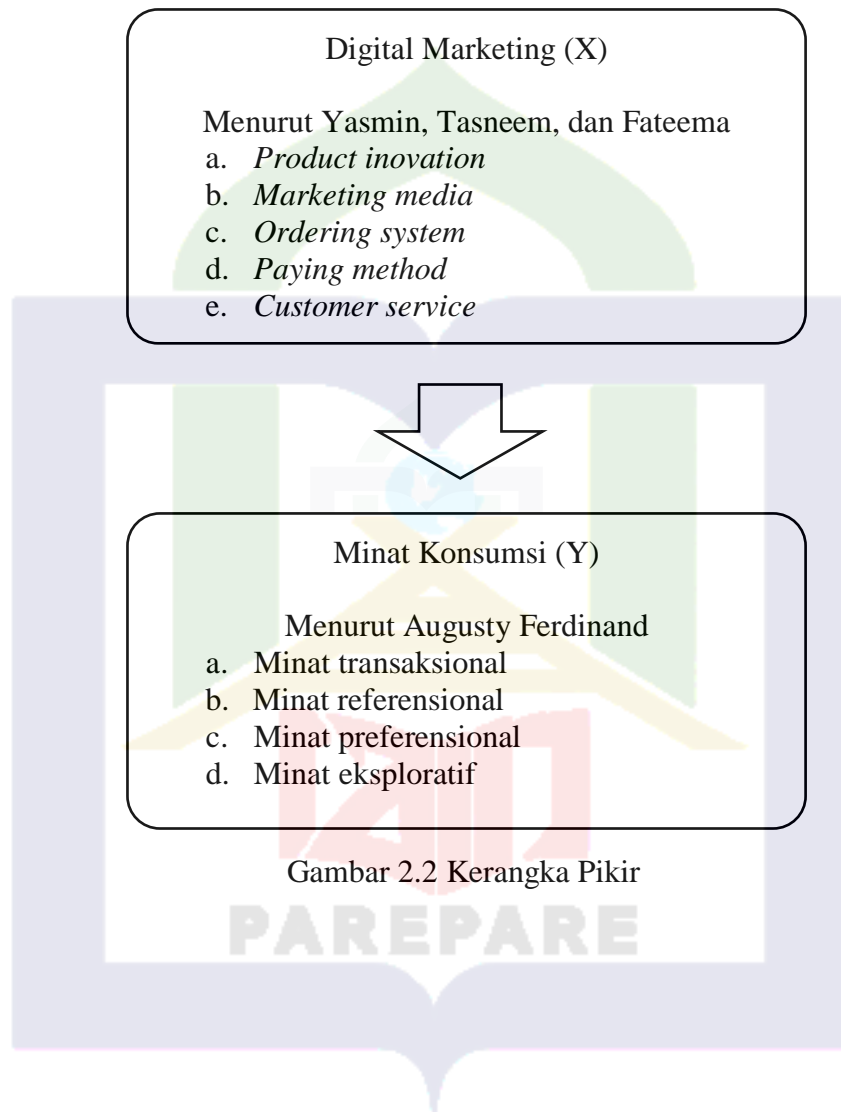 Digital Marketing (X)
Menurut Yasmin, Tasneem, dan Fateema
a. Product inovation
b. Marketing media
c. Ordering system
d. Paying method
e. Customer service
Minat Konsumsi (Y)
Menurut Augusty Ferdinand
a. Minat transaksional
b. Minat referensional
c. Minat preferensional
d. Minat eksploratif
Gambar 2.2 Kerangka Pikir
PAREPARE